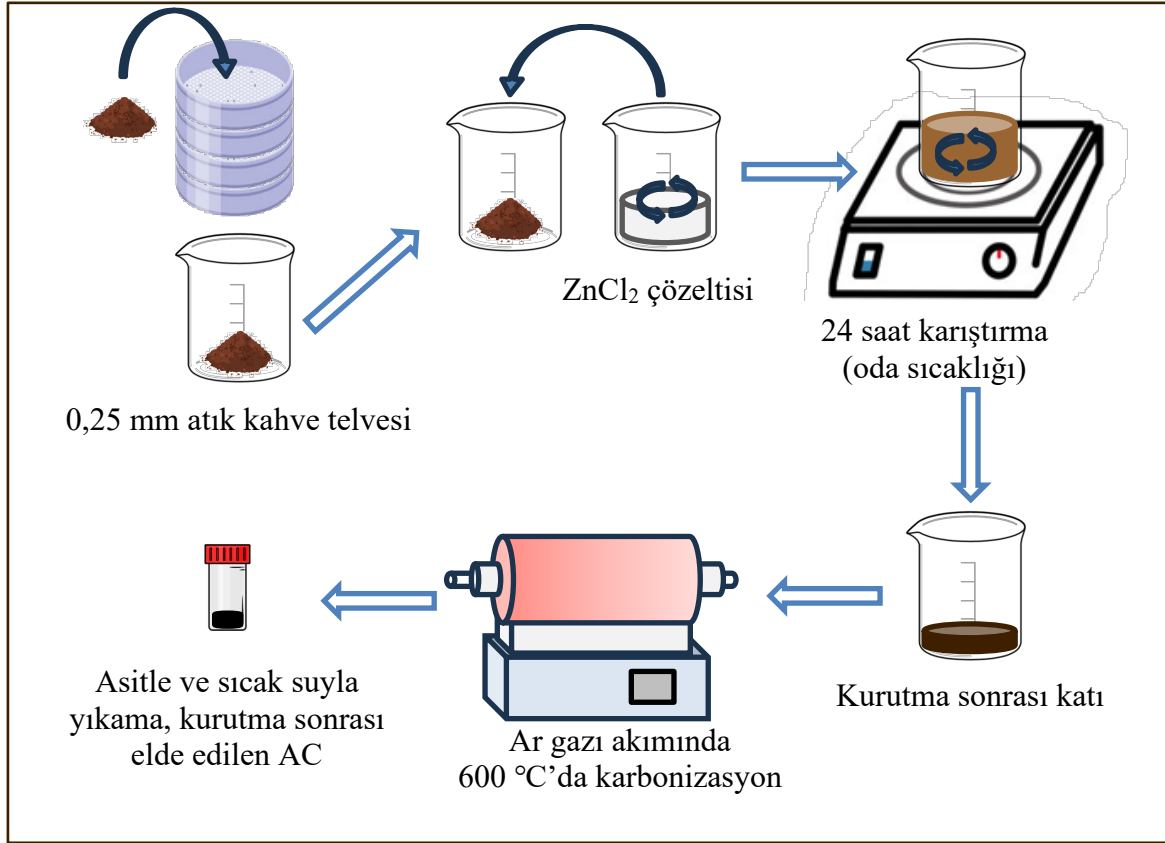 ZnCl₂ çözeltisi
24 saat karıştırma
(oda sıcaklığı)
0,25 mm atık kahve telvesi
Kurutma sonrası katı
Ar gazı akımında
600 °C’da karbonizasyon
Asitle ve sıcak suyla
yıkama, kurutma sonrası
elde edilen AC